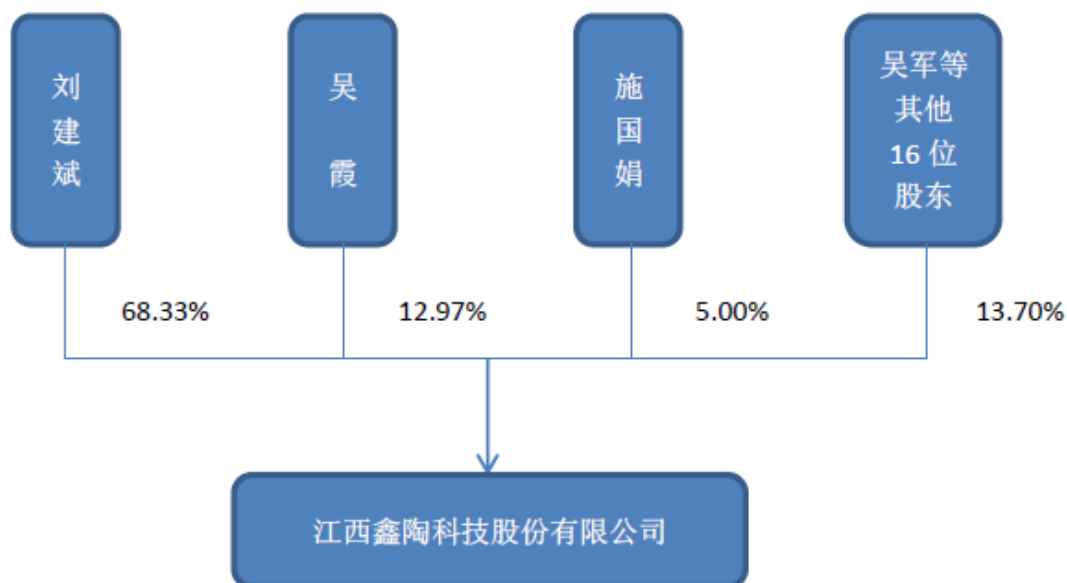 刘建斌
吴霞
施国娟
吴军等
其他
16 位
股东
68.33%
12.97%
5.00%
13.70%
江西鑫陶科技股份有限公司